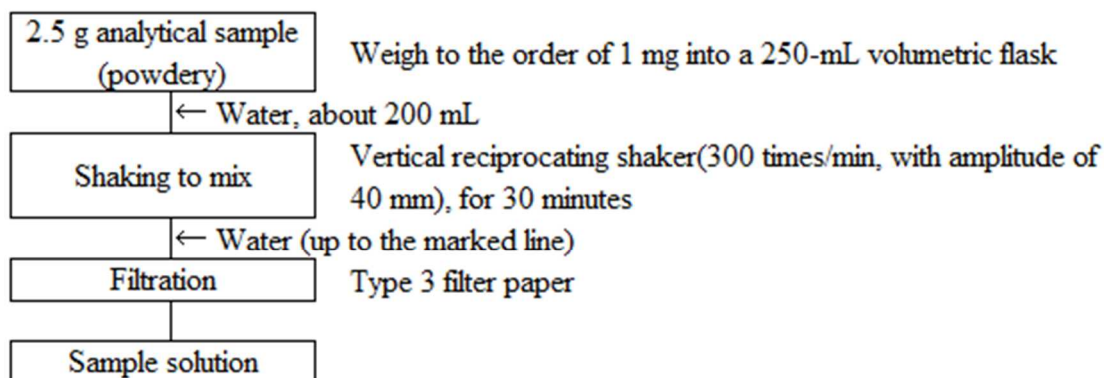 2.5 g analytical sample
(powdery)
Weigh to the order of 1 mg into a 250-mL volumetric flask
← Water, about 200 mL
Shaking to mix
Vertical reciprocating shaker(300 times/min, with amplitude of
40 mm), for 30 minutes
← Water (up to the marked line)
Filtration
Type 3 filter paper
Sample solution